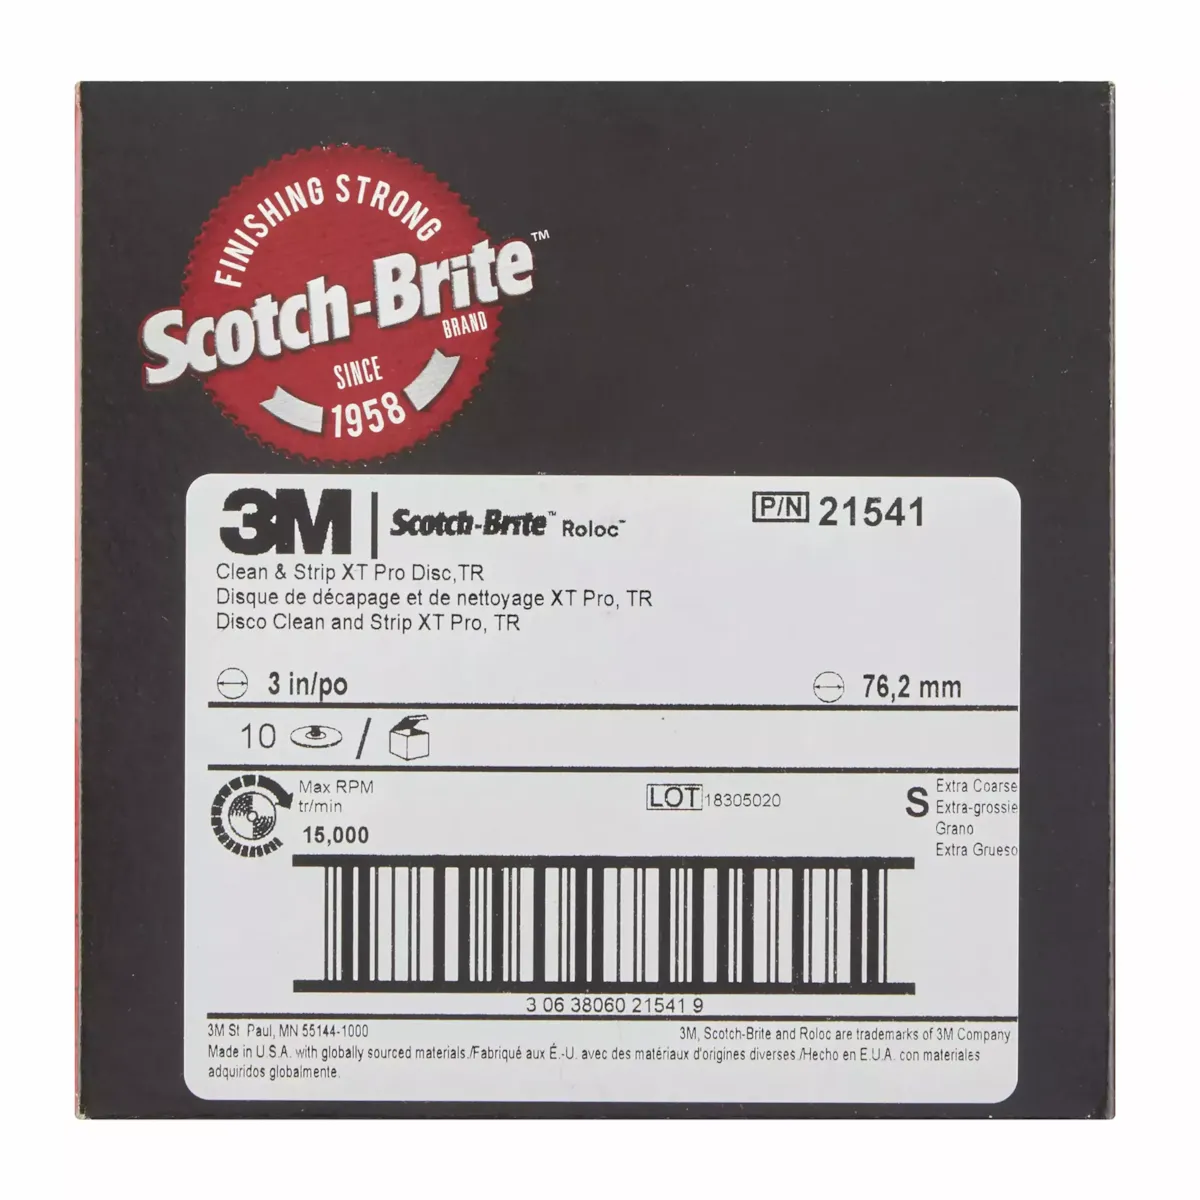 FINISHING STRONG
Scotch-Brite™
BRAND
SINCE
1958
3M | Scotch-Brite™ Roloc™
P/N 21541
Clean & Strip XT Pro Disc,TR
Disque de décapage et de nettoyage XT Pro, TR
Disco Clean and Strip XT Pro, TR
3 in/po
76,2 mm
10 /
Max RPM
tr/min
15,000
LOT 18305020
S
Extra Coarse
Extra-grossie
Grano
Extra Grueso
3 06 38060 21541 9
3M St Paul, MN 55144-1000
3M, Scotch-Brite and Roloc are trademarks of 3M Company
Made in U.S.A. with globally sourced materials./Fabriqué aux É.-U. avec des matériaux d'origines diverses./Hecho en E.U.A. con materiales
adquiridos globalmente.